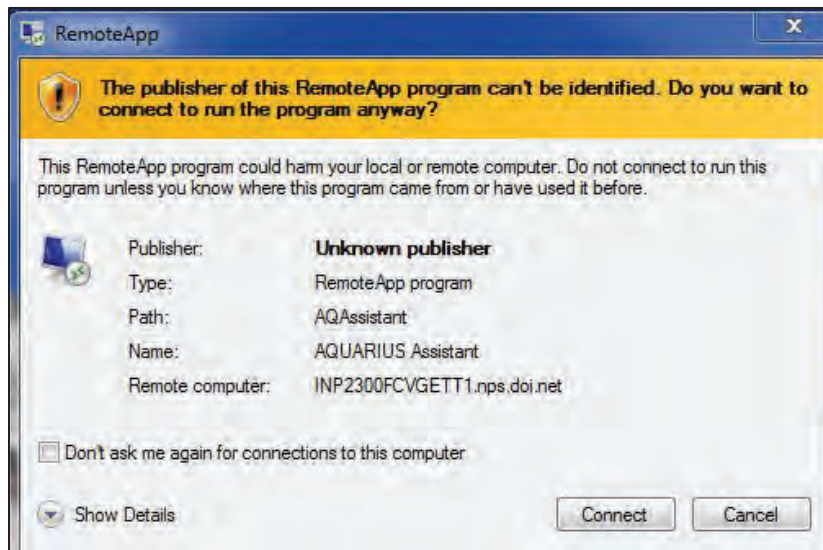 RemoteApp
The publisher of this RemoteApp program can't be identified. Do you want to
connect to run the program anyway?
This RemoteApp program could harm your local or remote computer. Do not connect to run this
program unless you know where this program came from or have used it before.
Publisher: Unknown publisher
Type: RemoteApp program
Path: AQAssistant
Name: AQUARIUS Assistant
Remote computer: INP2300FCVGETT1.nps.doi.net
Don't ask me again for connections to this computer
Show Details Connect Cancel